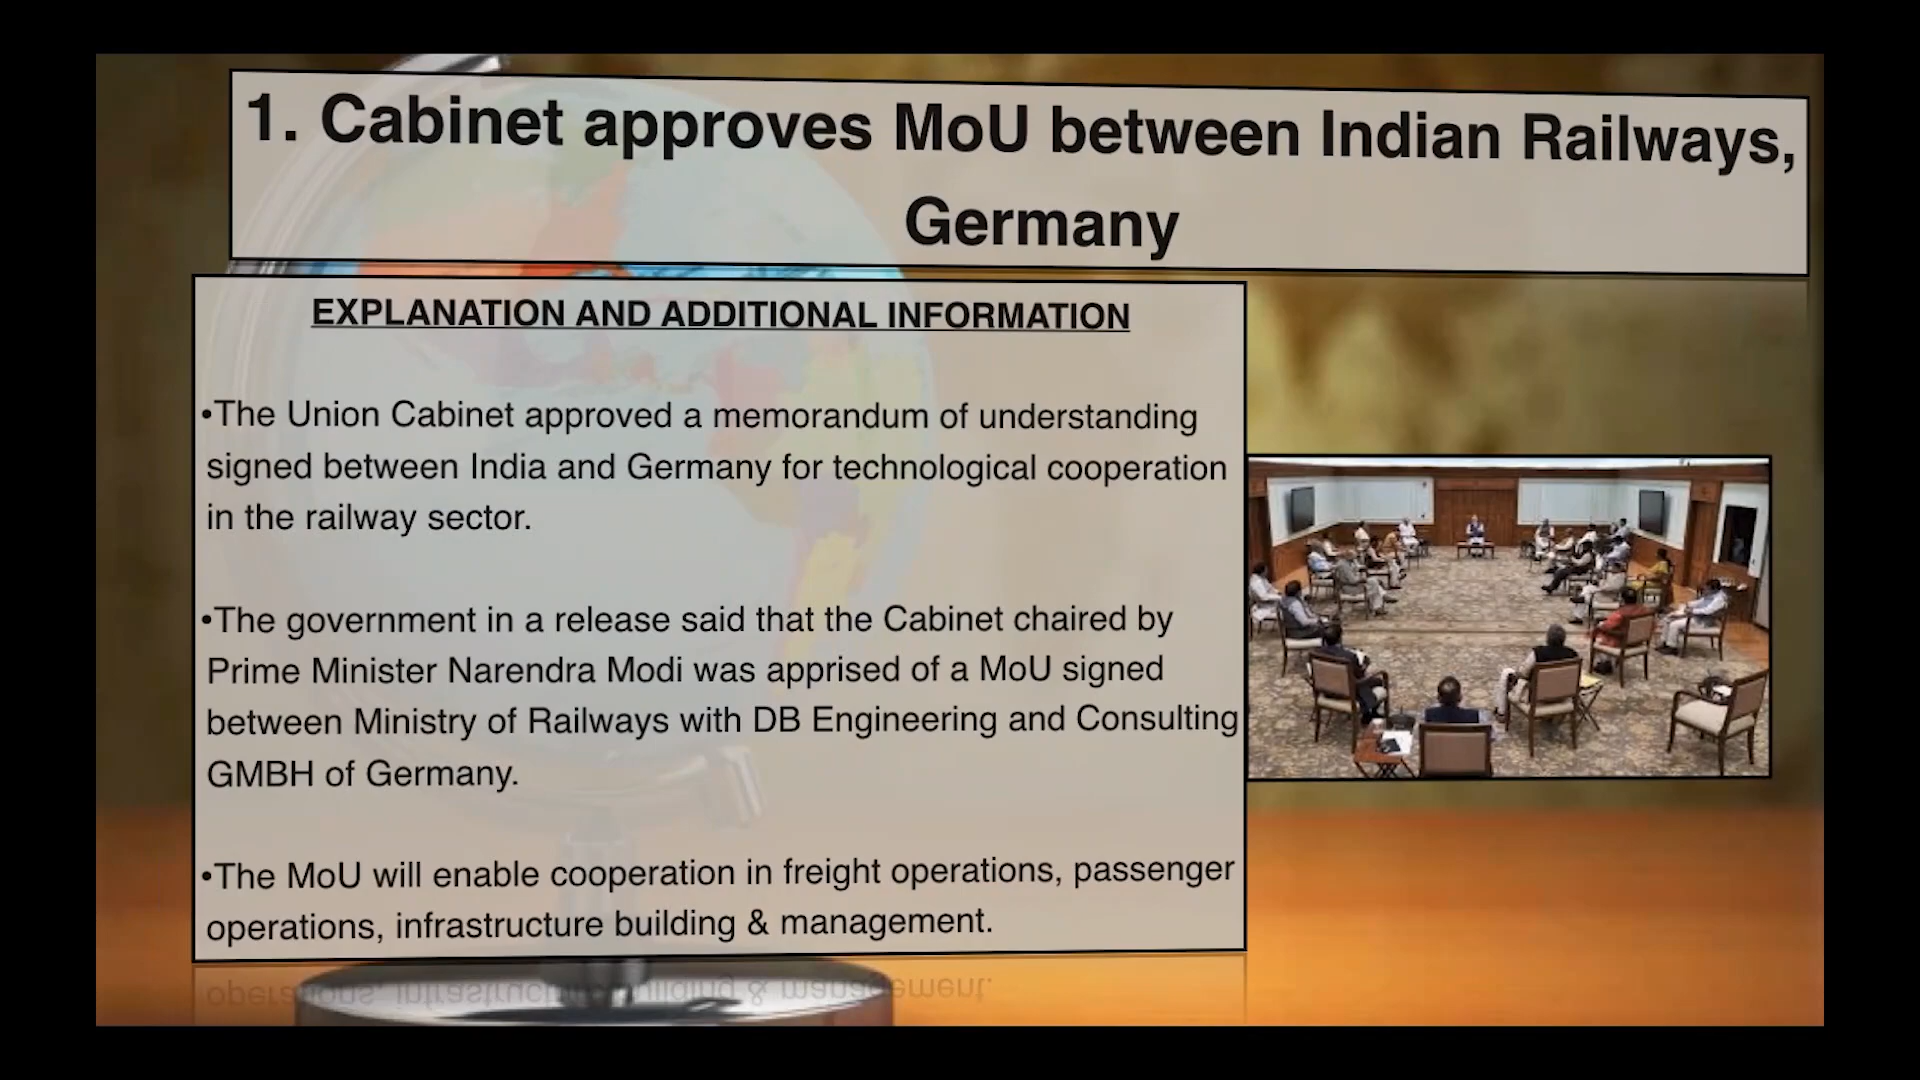 1. Cabinet approves MoU between Indian Railways,
Germany
EXPLANATION AND ADDITIONAL INFORMATION
•The Union Cabinet approved a memorandum of understanding
signed between India and Germany for technological cooperation
in the railway sector.
•The government in a release said that the Cabinet chaired by
Prime Minister Narendra Modi was apprised of a MoU signed
between Ministry of Railways with DB Engineering and Consulting
GMBH of Germany.
•The MoU will enable cooperation in freight operations, passenger
operations, infrastructure building & management.